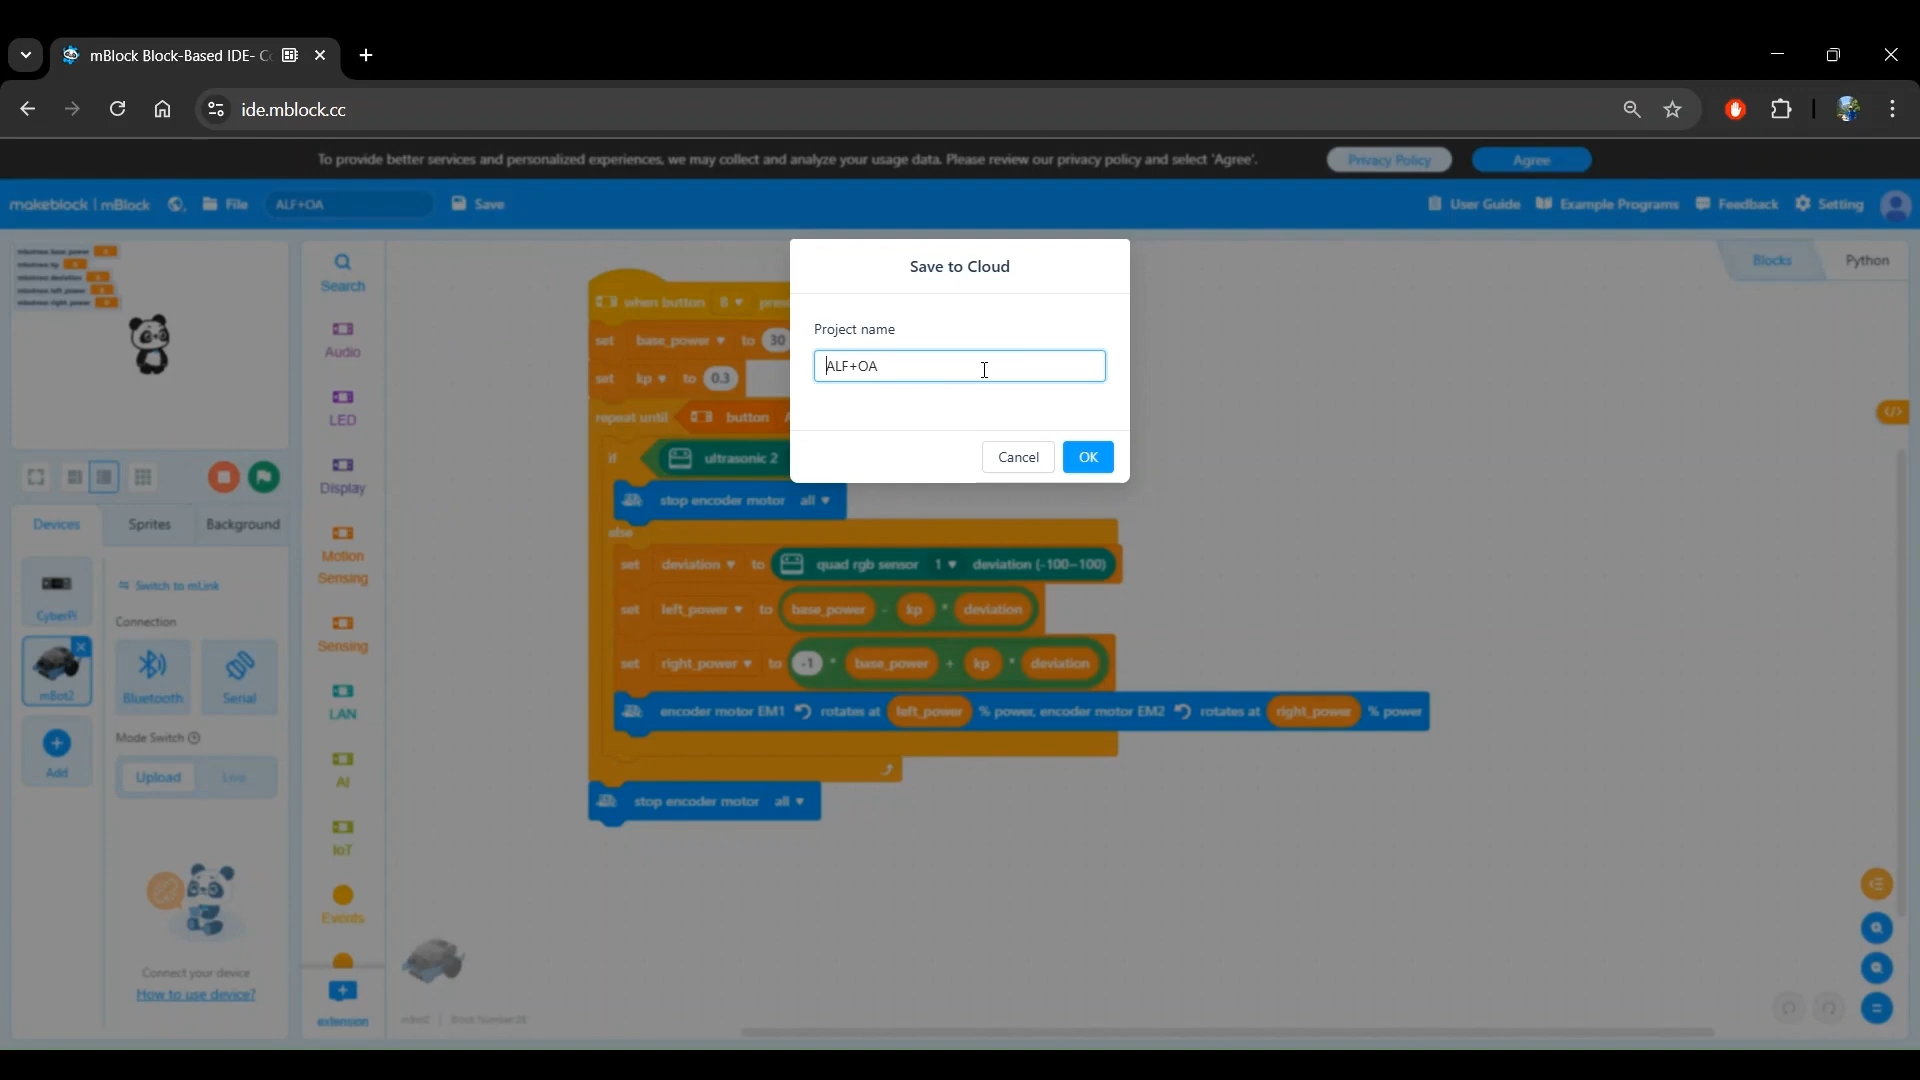 mBlock Block-Based IDE- Co
ide.mblock.cc
To provide better services and personalized experiences, we may collect and analyze your usage data. Please review our privacy policy and select 'Agree'.
Privacy Policy
Agree
makeblock | mBlock
File
ALF+OA
Save
User Guide
Example Programs
Feedback
Setting
Blocks
Python
Search
Audio
LED
Display
Motion
Sensing
Sensing
LAN
AI
IoT
Events
extension
Devices
Sprites
Background
CyberPi
mBot2
Add
Switch to mLink
Connection
Bluetooth
Serial
Mode Switch
Upload
Live
Connect your device
How to use device?
when button B
set base_power to 30
set kp to 0.3
repeat until button
if ultrasonic 2
stop encoder motor all
else
set deviation to quad rgb sensor 1 deviation (-100~100)
set left_power to base_power - kp * deviation
set right_power to -1 * base_power + kp * deviation
encoder motor EM1 rotates at left_power % power, encoder motor EM2 rotates at right_power % power
stop encoder motor all
Save to Cloud
Project name
ALF+OA
Cancel
OK